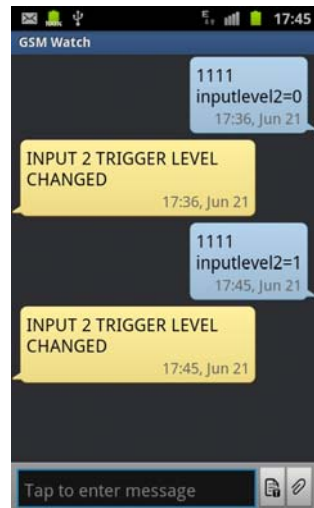 17:45
GSM Watch
1111
inputlevel2=0
17:36, Jun 21
INPUT 2 TRIGGER LEVEL
CHANGED
17:36, Jun 21
1111
inputlevel2=1
17:45, Jun 21
INPUT 2 TRIGGER LEVEL
CHANGED
17:45, Jun 21
Tap to enter message